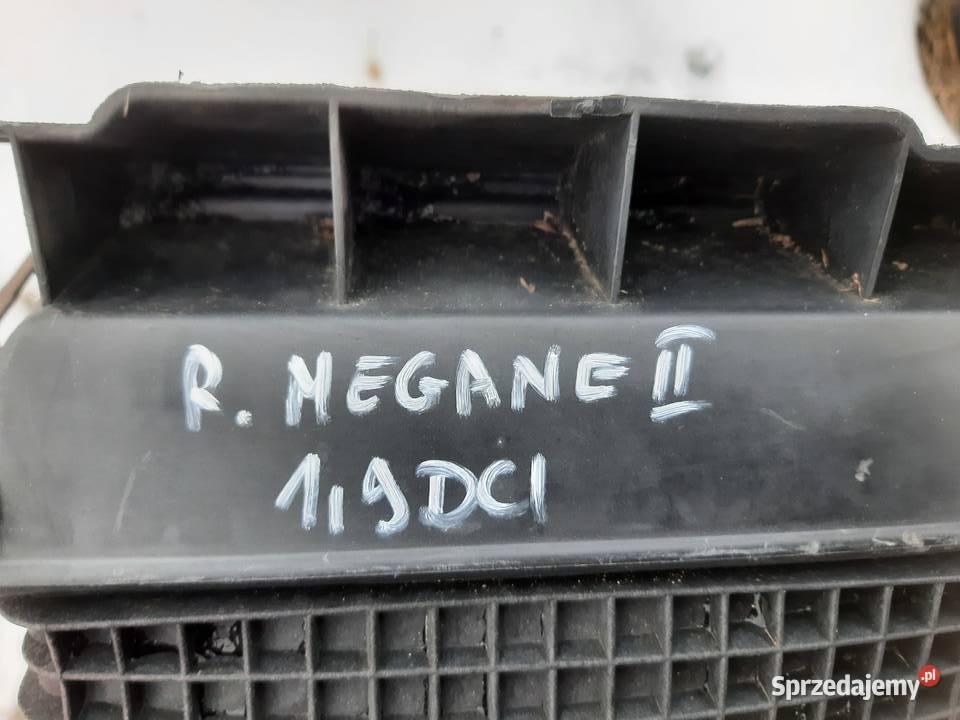 R. MEGANE II
1,9DCI
Sprzedajemy.pl